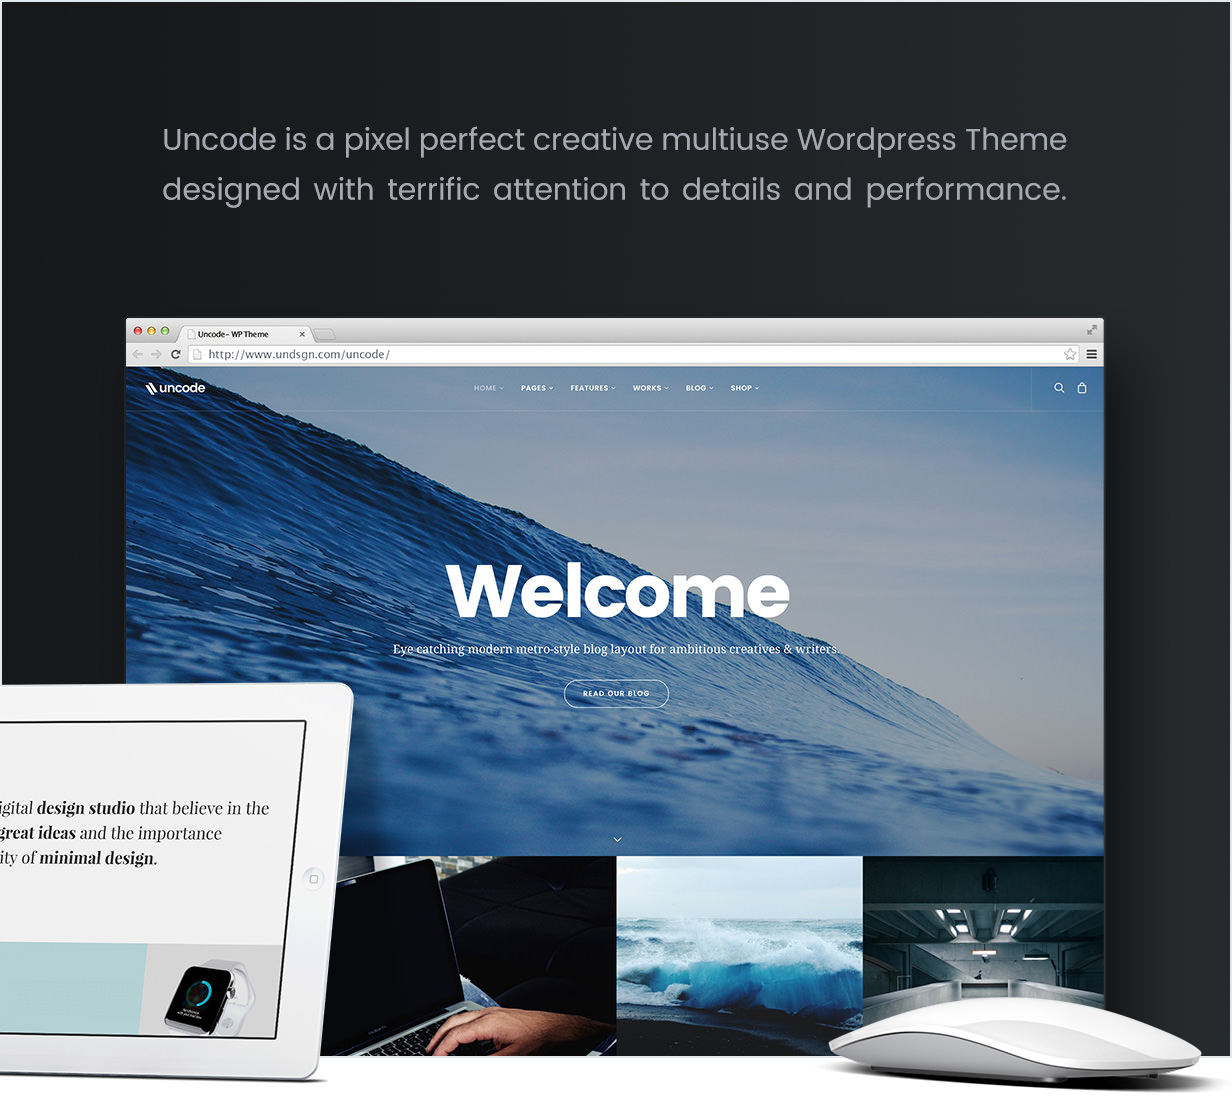 Uncode is a pixel perfect creative multiuse Wordpress Theme
designed with terrific attention to details and performance.
Uncode – WP Theme
http://www.undsgn.com/uncode/
uncode
HOME PAGES FEATURES WORKS BLOG SHOP
Welcome
Eye catching modern metro-style blog layout for ambitious creatives & writers.
READ OUR BLOG
igital design studio that believe in the
great ideas and the importance
ity of minimal design.